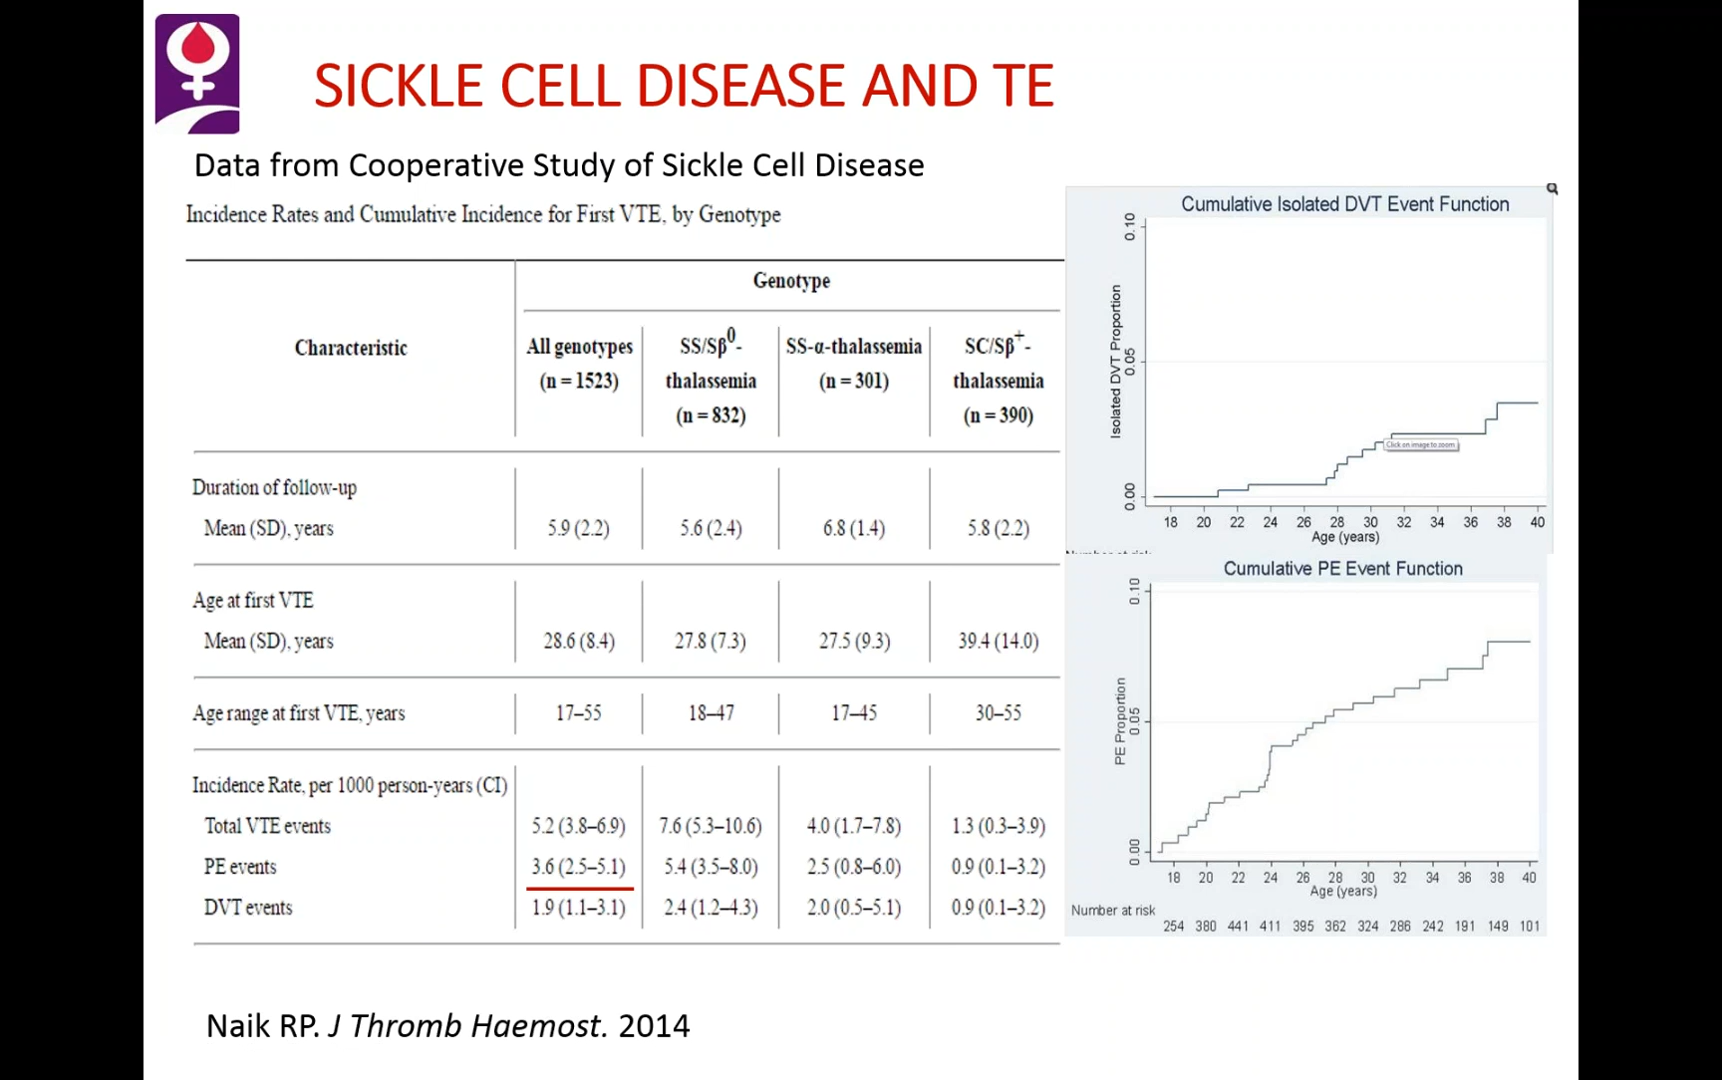 SICKLE CELL DISEASE AND TE
Data from Cooperative Study of Sickle Cell Disease
Incidence Rates and Cumulative Incidence for First VTE, by Genotype
Genotype
Characteristic
All genotypes (n = 1523)
SS/Sβ⁰-thalassemia (n = 832)
SS-α-thalassemia (n = 301)
SC/Sβ⁺-thalassemia (n = 390)
Duration of follow-up
Mean (SD), years 5.9 (2.2) 5.6 (2.4) 6.8 (1.4) 5.8 (2.2)
Age at first VTE
Mean (SD), years 28.6 (8.4) 27.8 (7.3) 27.5 (9.3) 39.4 (14.0)
Age range at first VTE, years 17–55 18–47 17–45 30–55
Incidence Rate, per 1000 person-years (CI)
Total VTE events 5.2 (3.8–6.9) 7.6 (5.3–10.6) 4.0 (1.7–7.8) 1.3 (0.3–3.9)
PE events 3.6 (2.5–5.1) 5.4 (3.5–8.0) 2.5 (0.8–6.0) 0.9 (0.1–3.2)
DVT events 1.9 (1.1–3.1) 2.4 (1.2–4.3) 2.0 (0.5–5.1) 0.9 (0.1–3.2)
Cumulative Isolated DVT Event Function
Isolated DVT Proportion
0.10
0.05
0.00
Click on image to zoom
18 20 22 24 26 28 30 32 34 36 38 40
Age (years)
Cumulative PE Event Function
PE Proportion
0.10
0.05
0.00
18 20 22 24 26 28 30 32 34 36 38 40
Age (years)
Number at risk
254 380 441 411 395 362 324 286 242 191 149 101
Naik RP. J Thromb Haemost. 2014